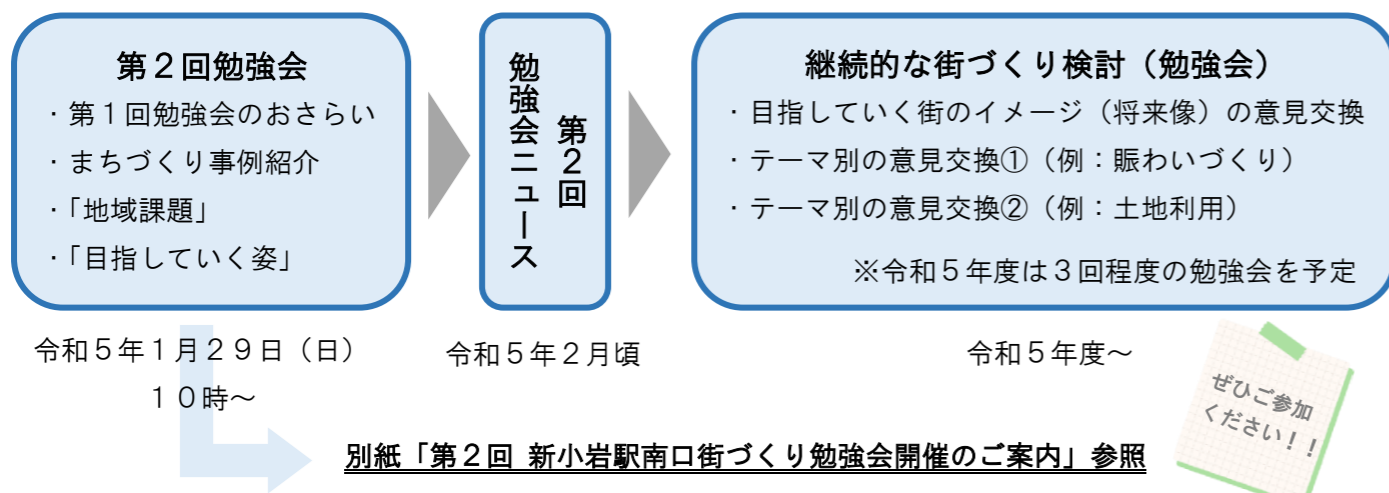 第２回勉強会
・第１回勉強会のおさらい
・まちづくり事例紹介
・「地域課題」
・「目指していく姿」
第２回
勉強会ニュース
継続的な街づくり検討（勉強会）
・目指していく街のイメージ（将来像）の意見交換
・テーマ別の意見交換①（例：賑わいづくり）
・テーマ別の意見交換②（例：土地利用）
※令和５年度は３回程度の勉強会を予定
令和５年１月２９日（日）
１０時～
令和５年２月頃
令和５年度～
ぜひご参加
ください！！
別紙「第２回 新小岩駅南口街づくり勉強会開催のご案内」参照